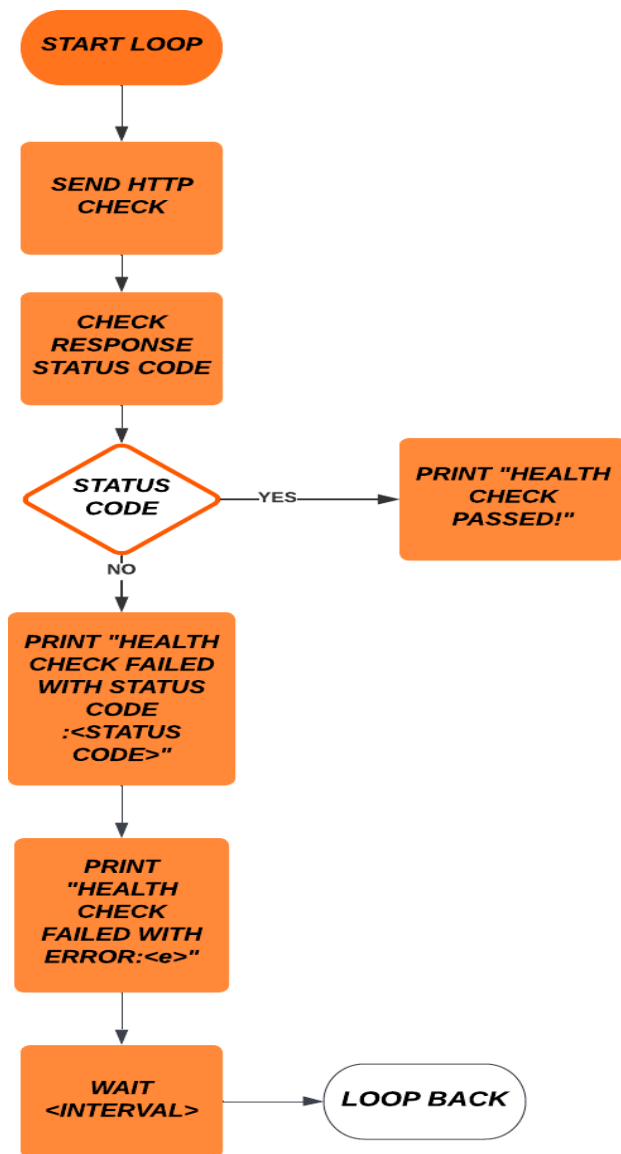 START LOOP
SEND HTTP
CHECK
CHECK
RESPONSE
STATUS CODE
STATUS
CODE
YES
PRINT "HEALTH
CHECK
PASSED!"
NO
PRINT "HEALTH
CHECK FAILED
WITH STATUS
CODE
:<STATUS
CODE>"
PRINT
"HEALTH
CHECK
FAILED WITH
ERROR:<e>"
WAIT
<INTERVAL>
LOOP BACK